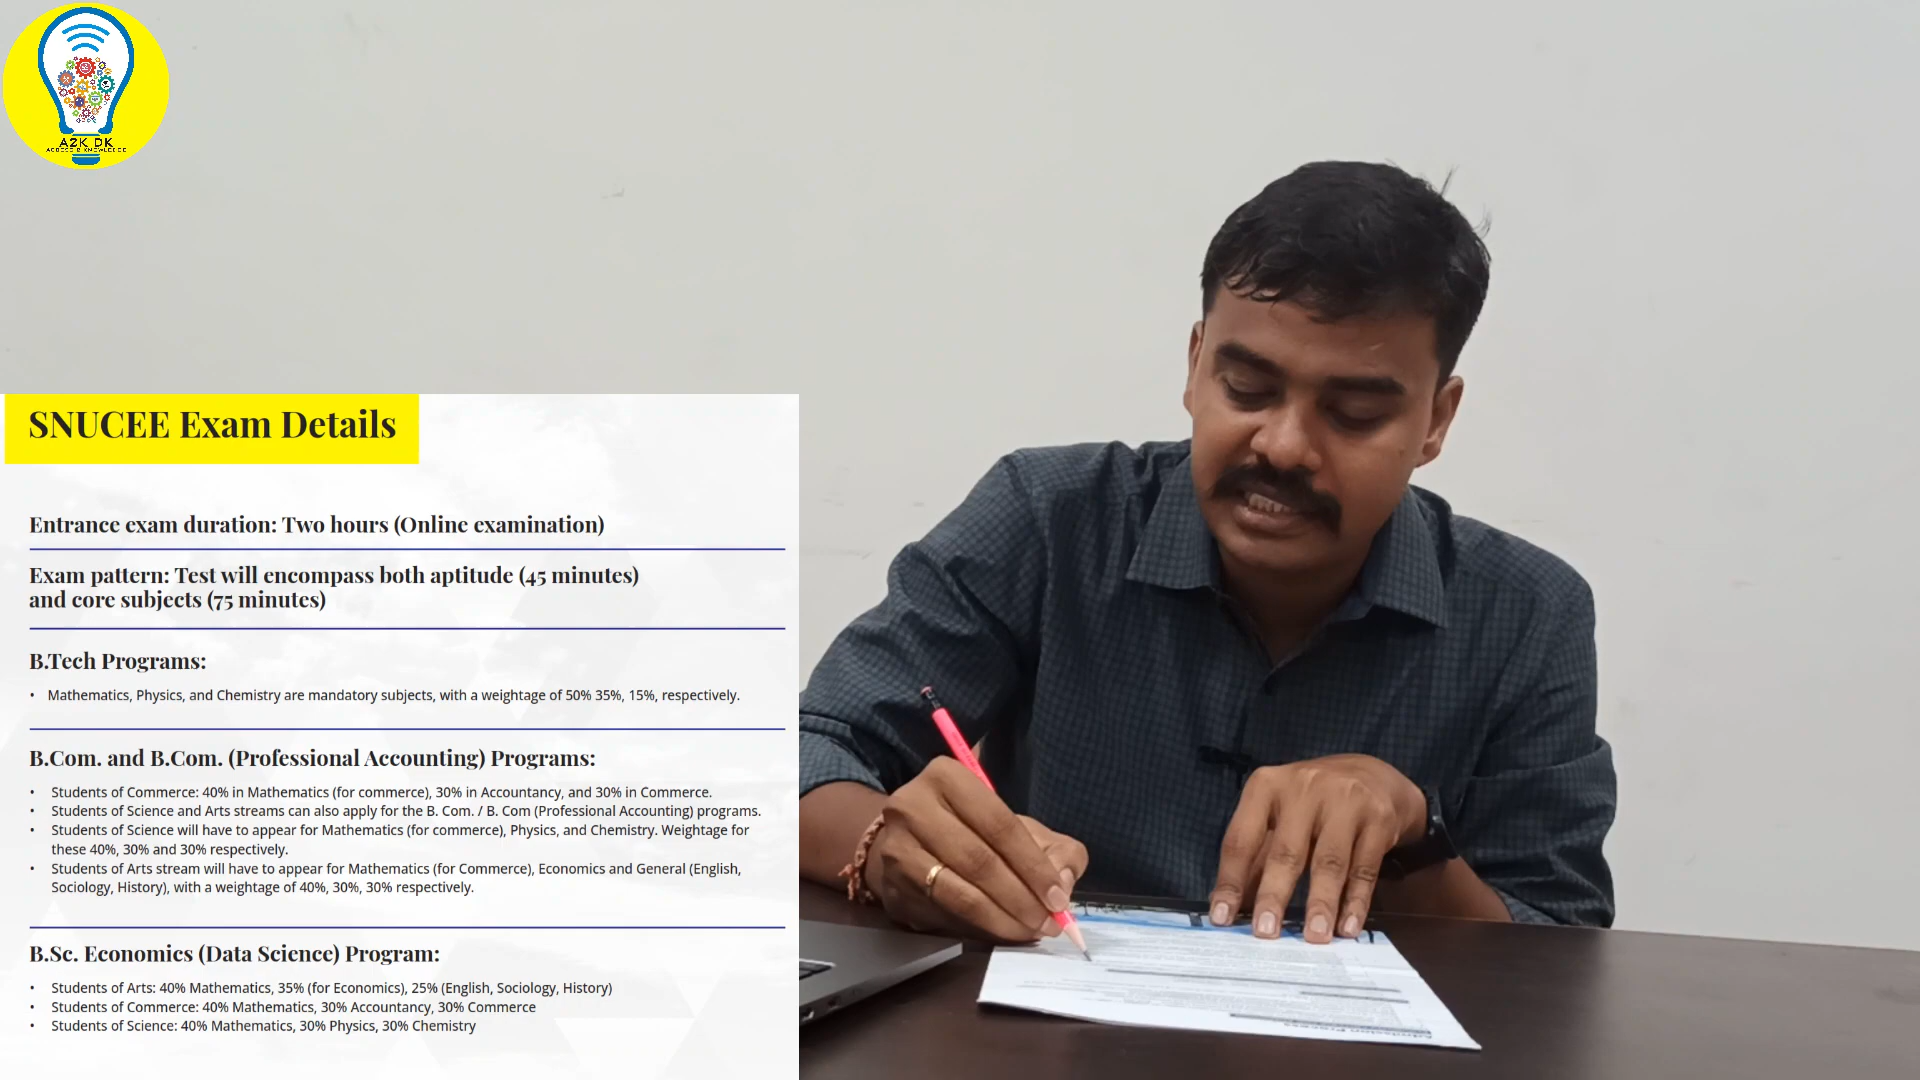 A2K DK
ACCESS 2 KNOWLEDGE
SNUCEE Exam Details
Entrance exam duration: Two hours (Online examination)
Exam pattern: Test will encompass both aptitude (45 minutes)
and core subjects (75 minutes)
B.Tech Programs:
• Mathematics, Physics, and Chemistry are mandatory subjects, with a weightage of 50% 35%, 15%, respectively.
B.Com. and B.Com. (Professional Accounting) Programs:
• Students of Commerce: 40% in Mathematics (for commerce), 30% in Accountancy, and 30% in Commerce.
• Students of Science and Arts streams can also apply for the B. Com. / B. Com (Professional Accounting) programs.
• Students of Science will have to appear for Mathematics (for commerce), Physics, and Chemistry. Weightage for
these 40%, 30% and 30% respectively.
• Students of Arts stream will have to appear for Mathematics (for Commerce), Economics and General (English,
Sociology, History), with a weightage of 40%, 30%, 30% respectively.
B.Sc. Economics (Data Science) Program:
• Students of Arts: 40% Mathematics, 35% (for Economics), 25% (English, Sociology, History)
• Students of Commerce: 40% Mathematics, 30% Accountancy, 30% Commerce
• Students of Science: 40% Mathematics, 30% Physics, 30% Chemistry
Admission Process